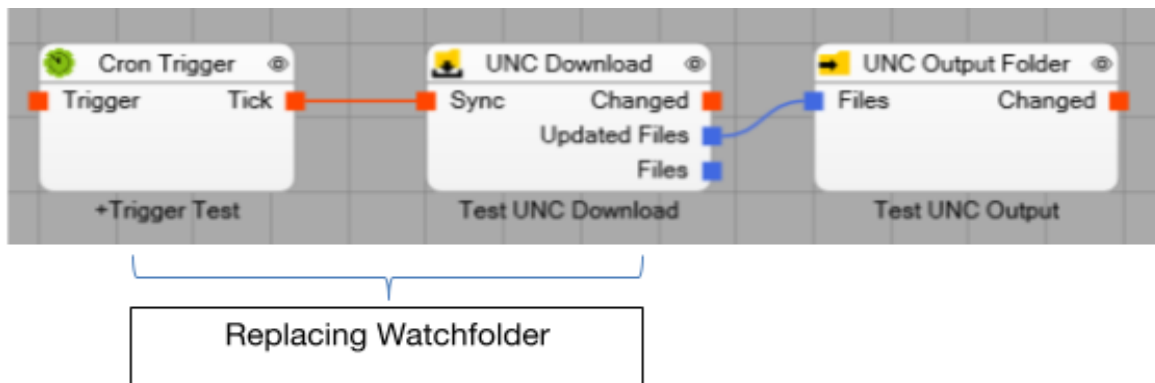 Cron Trigger
Trigger Tick
+Trigger Test
UNC Download
Sync Changed
Updated Files
Files
Test UNC Download
UNC Output Folder
Files Changed
Test UNC Output
Replacing Watchfolder